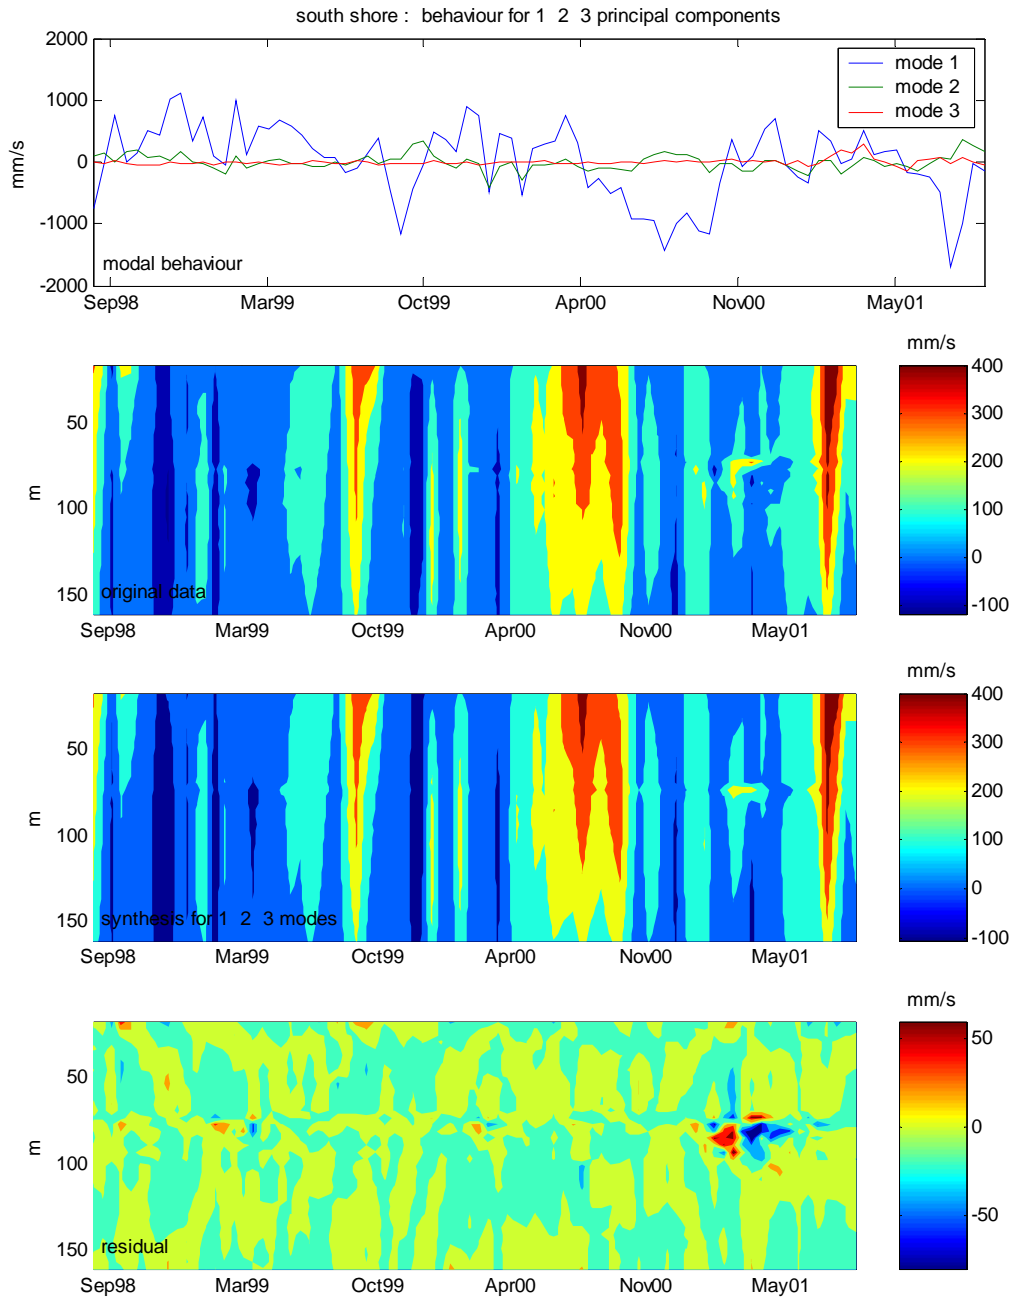 south shore :  behaviour for 1  2  3 principal components
2000
1000
0
-1000
-2000
mm/s
mode 1
mode 2
mode 3
modal behaviour
Sep98 Mar99 Oct99 Apr00 Nov00 May01
mm/s
50
100
150
m
original data
400
300
200
100
0
-100
Sep98 Mar99 Oct99 Apr00 Nov00 May01
mm/s
50
100
150
m
synthesis for 1  2  3 modes
400
300
200
100
0
-100
Sep98 Mar99 Oct99 Apr00 Nov00 May01
mm/s
50
100
150
m
residual
50
0
-50
Sep98 Mar99 Oct99 Apr00 Nov00 May01